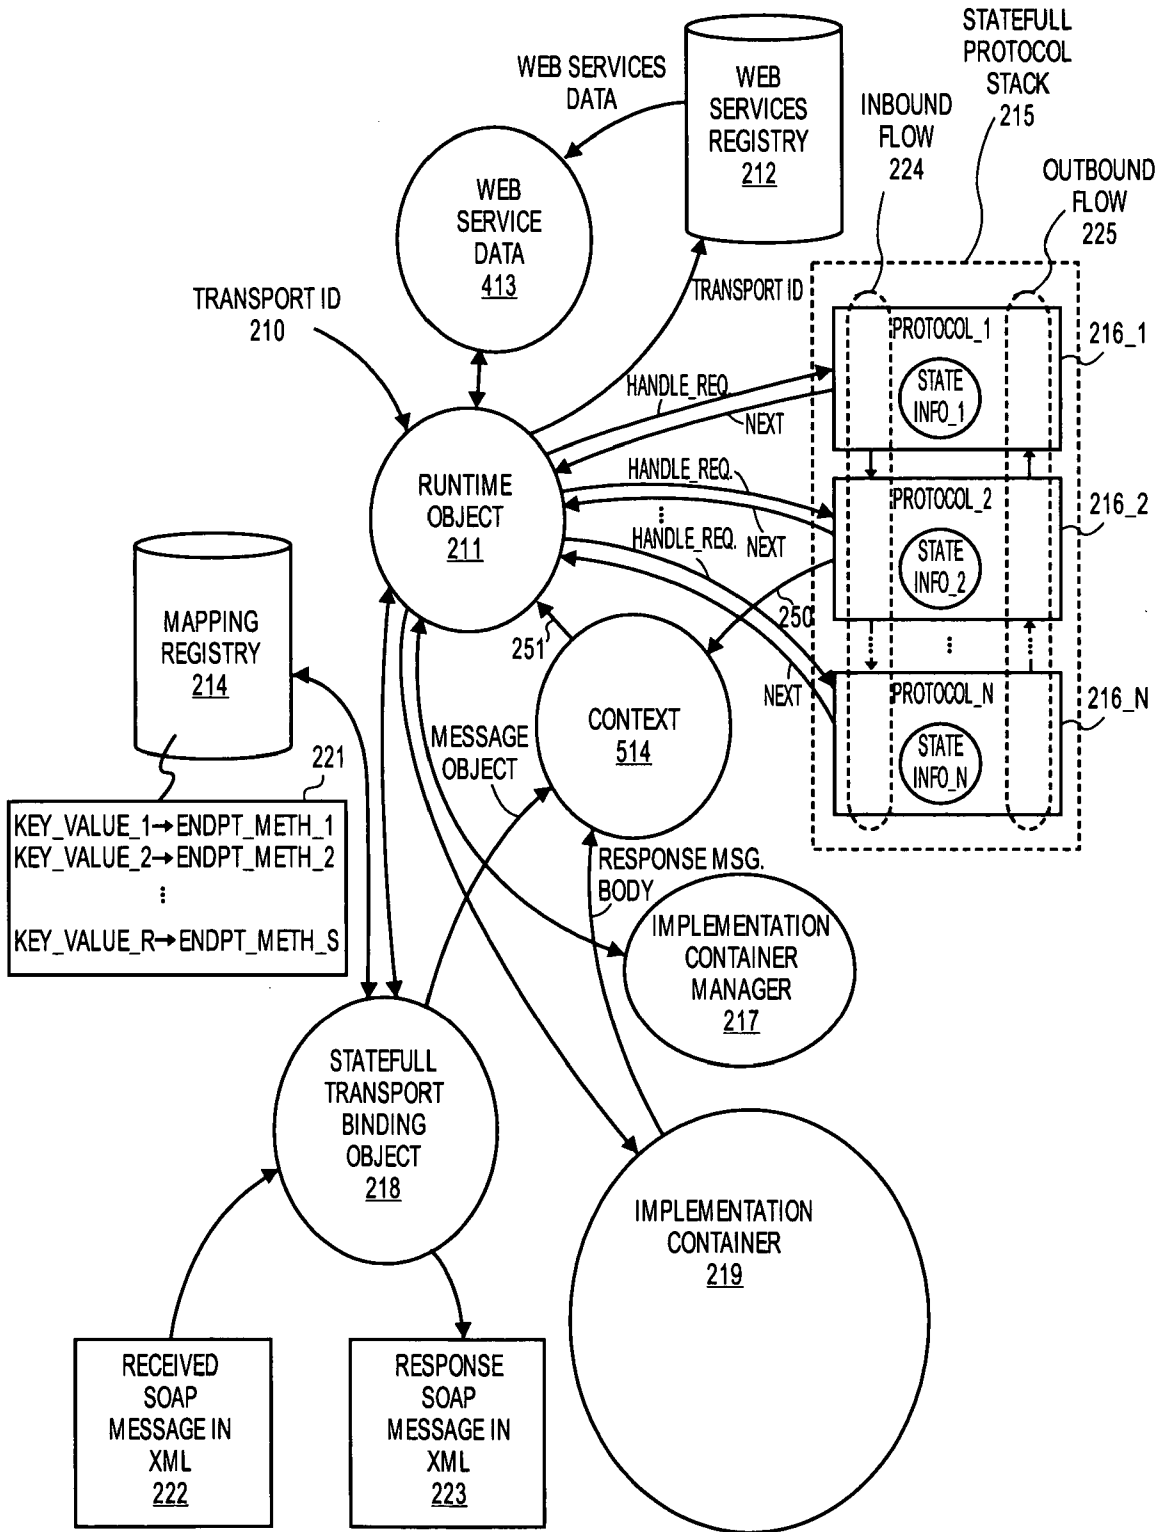 STATEFULL
PROTOCOL
STACK
215
WEB SERVICES
DATA
WEB
SERVICES
REGISTRY
212
INBOUND
FLOW
224
OUTBOUND
FLOW
225
WEB
SERVICE
DATA
413
TRANSPORT ID
210
TRANSPORT ID
PROTOCOL_1
STATE
INFO_1
216_1
HANDLE_REQ.
NEXT
RUNTIME
OBJECT
211
HANDLE_REQ.
NEXT
PROTOCOL_2
STATE
INFO_2
216_2
HANDLE_REQ.
NEXT
250
251
MAPPING
REGISTRY
214
PROTOCOL_N
STATE
INFO_N
216_N
CONTEXT
514
MESSAGE
OBJECT
221
KEY_VALUE_1→ENDPT_METH_1
KEY_VALUE_2→ENDPT_METH_2
KEY_VALUE_R→ENDPT_METH_S
RESPONSE MSG.
BODY
IMPLEMENTATION
CONTAINER
MANAGER
217
STATEFULL
TRANSPORT
BINDING
OBJECT
218
IMPLEMENTATION
CONTAINER
219
RECEIVED
SOAP
MESSAGE IN
XML
222
RESPONSE
SOAP
MESSAGE IN
XML
223